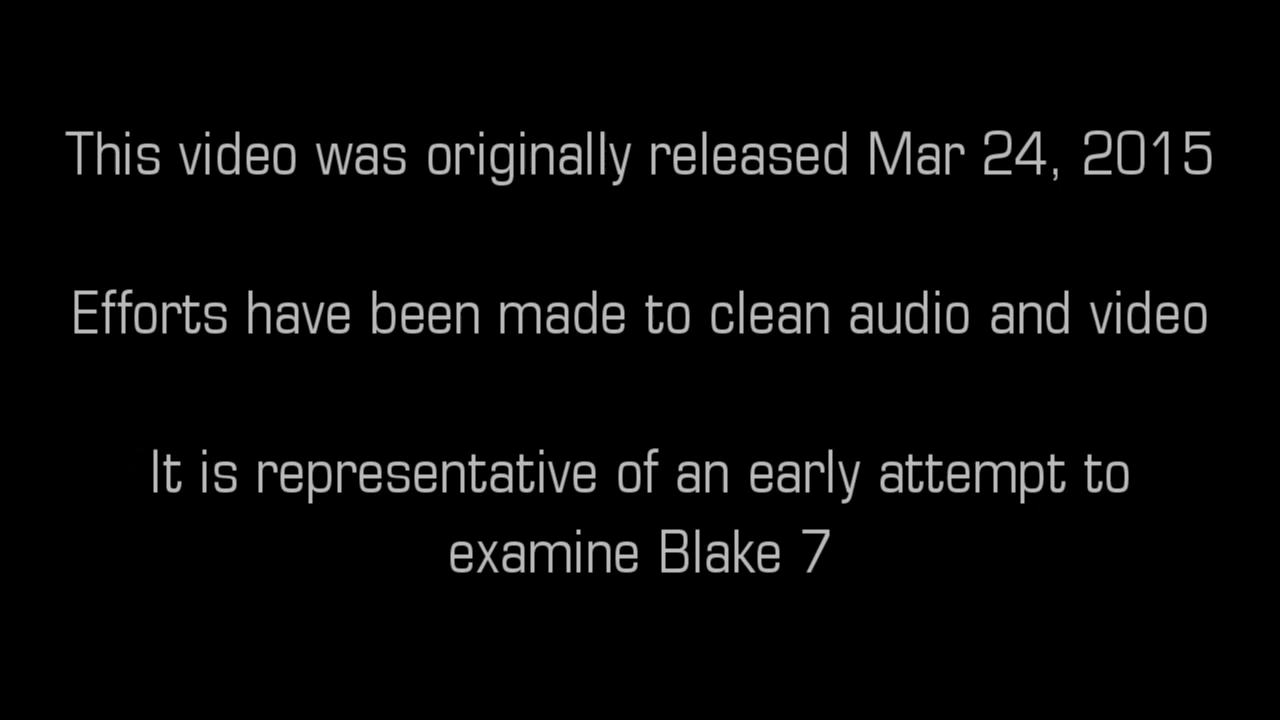 This video was originally released Mar 24, 2015
Efforts have been made to clean audio and video
It is representative of an early attempt to
examine Blake 7